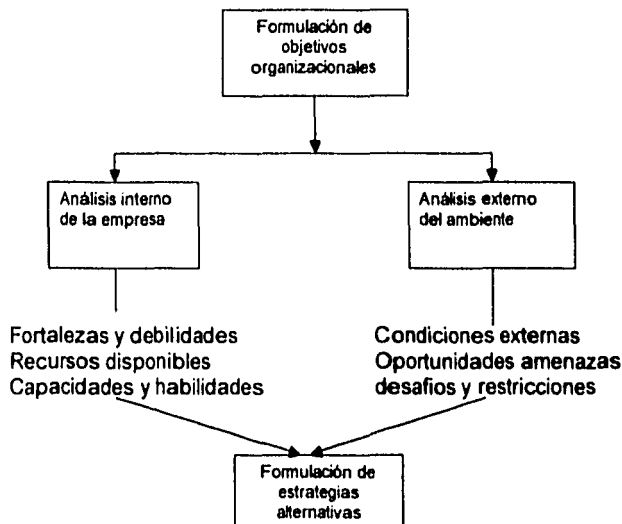 Formulación de
objetivos
organizacionales
Análisis interno
de la empresa
Análisis externo
del ambiente
Fortalezas y debilidades
Recursos disponibles
Capacidades y habilidades
Condiciones externas
Oportunidades amenazas
desafios y restricciones
Formulación de
estrategias
alternativas